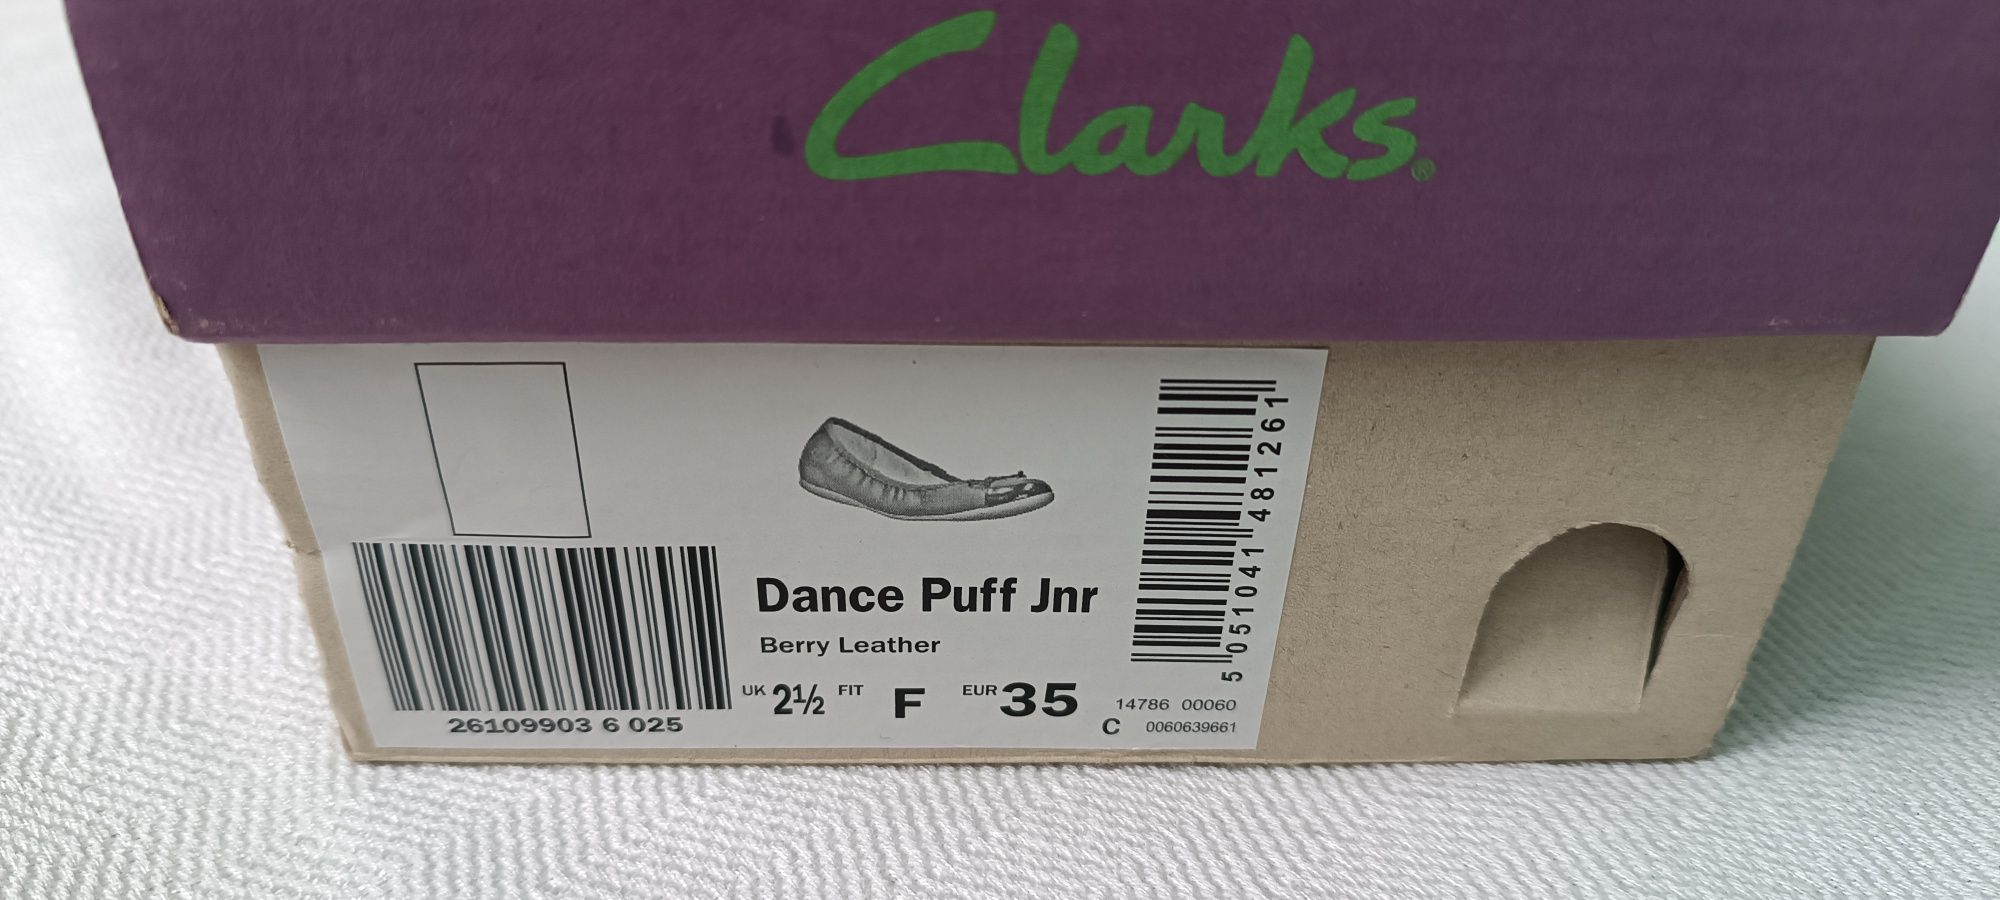 Clarks®
Dance Puff Jnr
Berry Leather
UK 2½ FIT F EUR 35
26109903 6 025
5 051041 481261
14786 00060
C 0060639661